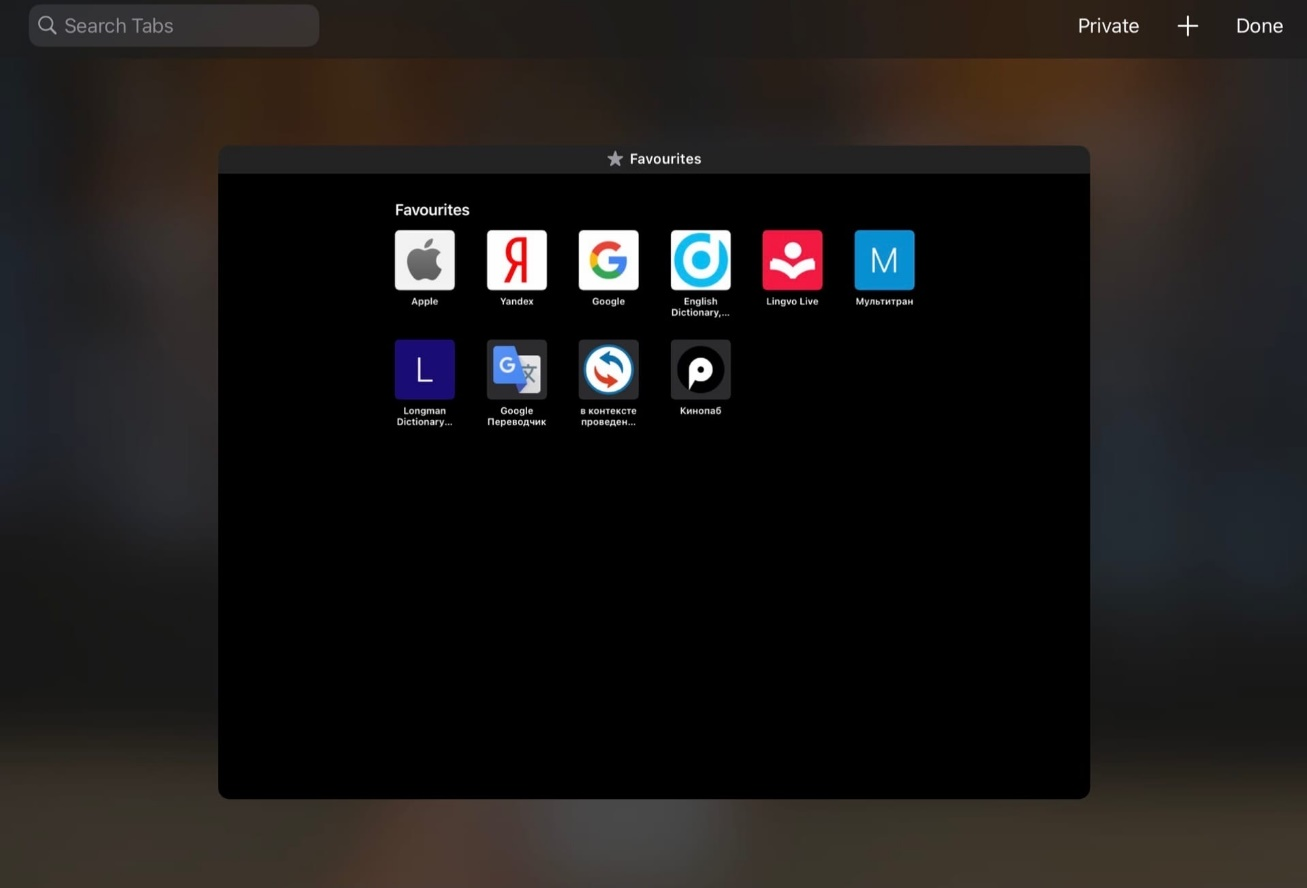 Search Tabs
Private
Done
Favourites
Favourites
Я
G
M
Apple
Yandex
Google
English
Dictionary,...
Lingvo Live
Мультитран
L
G
文
Longman
Dictionary...
Google
Переводчик
в контексте
проведен...
Кинопаб